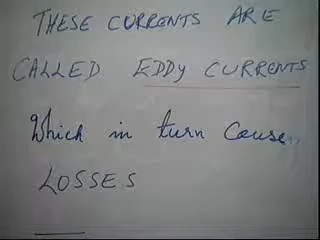 THESE CURRENTS ARE
CALLED EDDY CURRENTS
Which in turn Cause
LOSSES